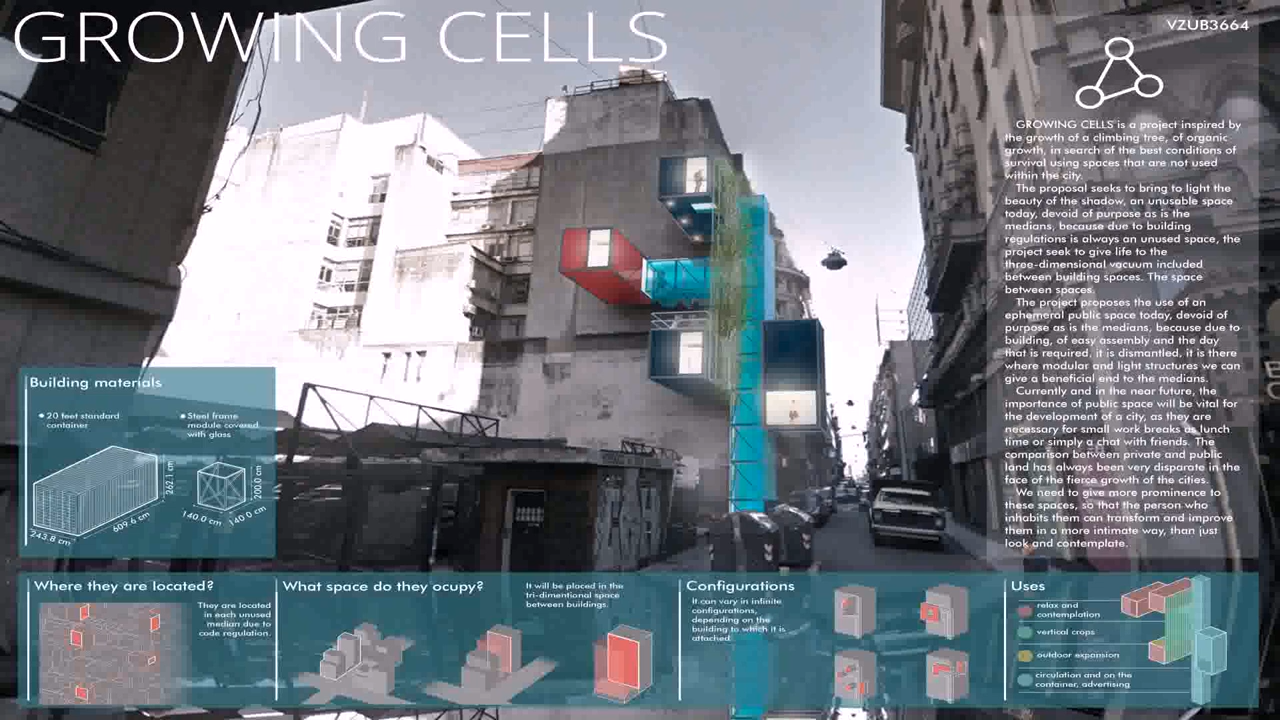 GROWING CELLS
VZUB3664
GROWING CELLS is a project inspired by
the growth of a climbing tree, of organic
growth, in search of the best conditions of
survival using spaces that are not used
within the city.
The proposal seeks to bring to light the
beauty of the shadow, an unusable space
today, devoid of purpose as is the
medians, because due to building
regulations is always an unused space, the
project seek to give life to the
three-dimensional vacuum included
between building spaces. The space
between spaces.
The project proposes the use of an
ephemeral public space today, devoid of
purpose as is the medians, because due to
building, of easy assembly and the day
that is required, it is dismantled, it is there
where modular and light structures we can
give a beneficial end to the medians.
Currently and in the near future, the
importance of public space will be vital for
the development of a city, as they are
necessary for small work breaks as lunch
time or simply a chat with friends. The
comparison between private and public
land has always been very disparate in the
face of the fierce growth of the cities.
We need to give more prominence to
these spaces, so that the person who
inhabits them can transform and improve
them in a more intimate way, than just
look and contemplate.
Building materials
• 20 feet standard
container
• Steel frame
module covered
with glass
262.1 cm
609.6 cm
243.8 cm
200.0 cm
140.0 cm
140.0 cm
Where they are located?
They are located
in each unused
median due to
code regulation.
What space do they ocupy?
It will be placed in the
tri-dimentional space
between buildings.
Configurations
It can vary in infinite
configurations,
depending on the
building to which it is
attached.
Uses
relax and
contemplation
vertical crops
outdoor expansion
circulation and on the
container, advertising